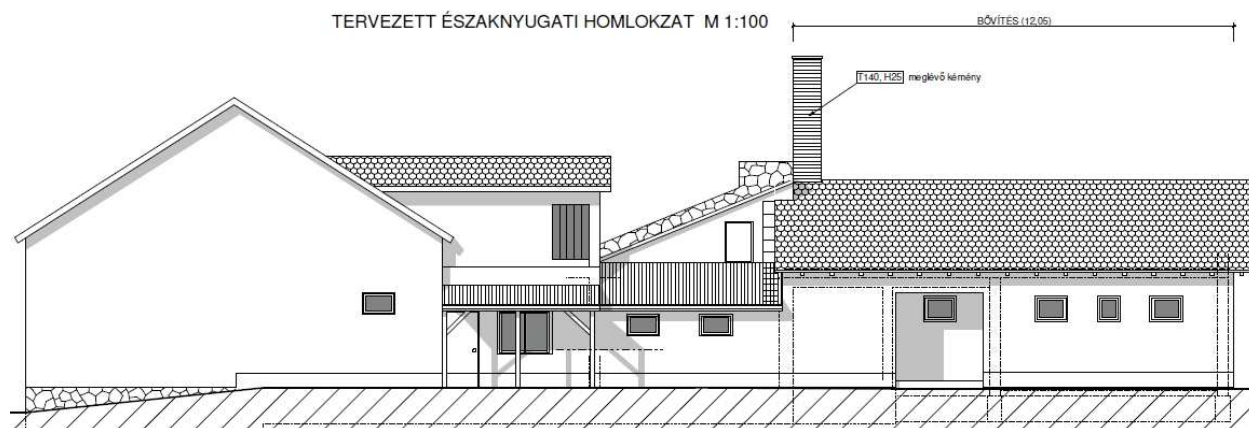 TERVEZETT ÉSZAKNYUGATI HOMLOKZAT M 1:100
BŐVÍTÉS (12,05)
T140, H25 meglévő kémény